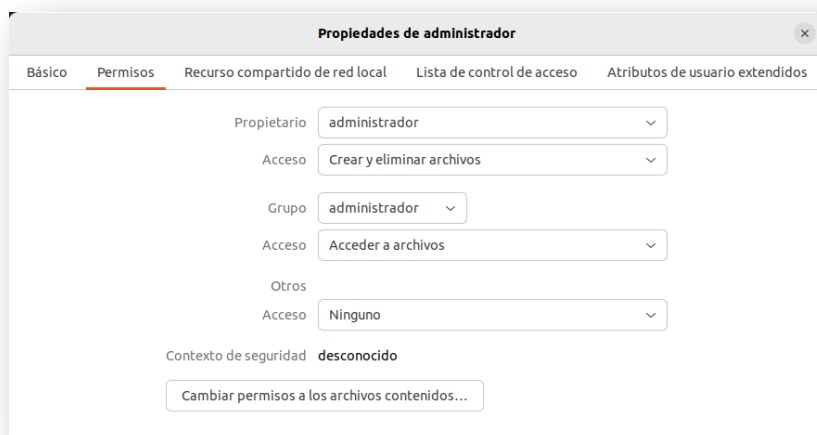 Propiedades de administrador
Básico Permisos Recurso compartido de red local Lista de control de acceso Atributos de usuario extendidos
Propietario administrador
Acceso Crear y eliminar archivos
Grupo administrador
Acceso Acceder a archivos
Otros
Acceso Ninguno
Contexto de seguridad desconocido
Cambiar permisos a los archivos contenidos...